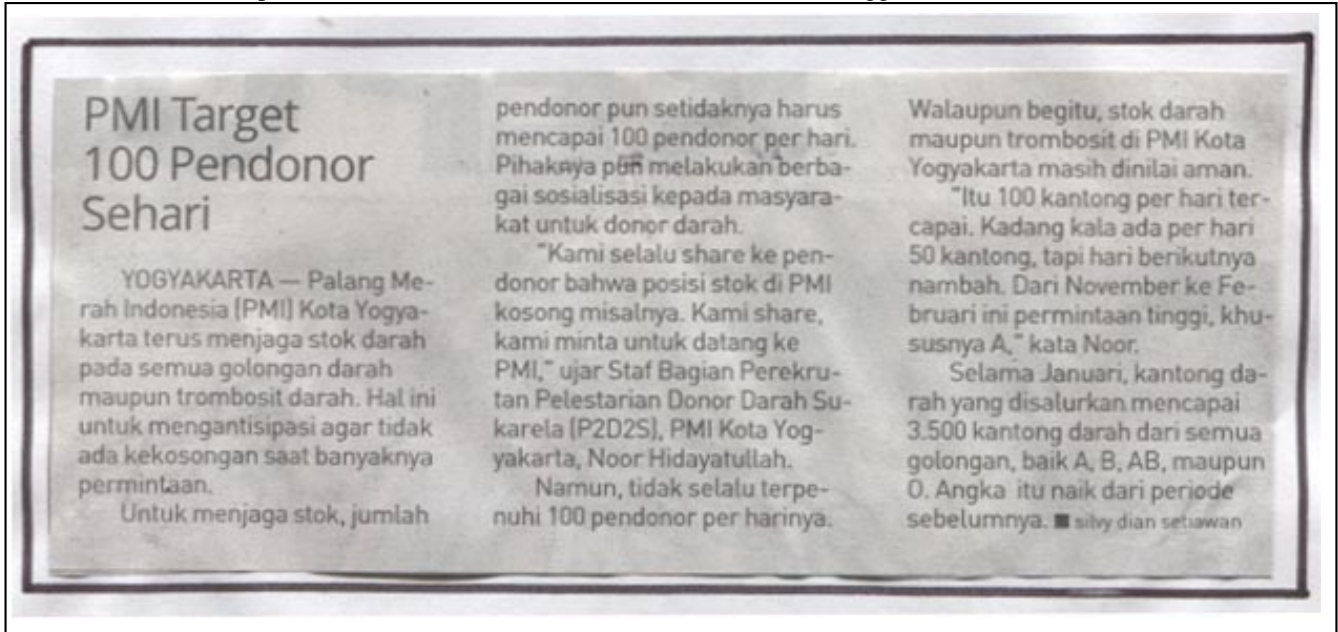 PMI Target
100 Pendonor
Sehari
YOGYAKARTA — Palang Me-
rah Indonesia (PMI) Kota Yogya-
karta terus menjaga stok darah
pada semua golongan darah
maupun trombosit darah. Hal ini
untuk mengantisipasi agar tidak
ada kekosongan saat banyaknya
permintaan.
Untuk menjaga stok, jumlah
pendonor pun setidaknya harus
mencapai 100 pendonor per hari.
Pihaknya pun melakukan berba-
gai sosialisasi kepada masyara-
kat untuk donor darah.
"Kami selalu share ke pen-
donor bahwa posisi stok di PMI
kosong misalnya. Kami share,
kami minta untuk datang ke
PMI," ujar Staf Bagian Perekru-
tan Pelestarian Donor Darah Su-
karela (P2D2S), PMI Kota Yog-
yakarta, Noor Hidayatullah.
Namun, tidak selalu terpe-
nuhi 100 pendonor per harinya.
Walaupun begitu, stok darah
maupun trombosit di PMI Kota
Yogyakarta masih dinilai aman.
"Itu 100 kantong per hari ter-
capai. Kadang kala ada per hari
50 kantong, tapi hari berikutnya
nambah. Dari November ke Fe-
bruari ini permintaan tinggi, khu-
susnya A," kata Noor.
Selama Januari, kantong da-
rah yang disalurkan mencapai
3.500 kantong darah dari semua
golongan, baik A, B, AB, maupun
O. Angka itu naik dari periode
sebelumnya. ■ silvy dian setiawan